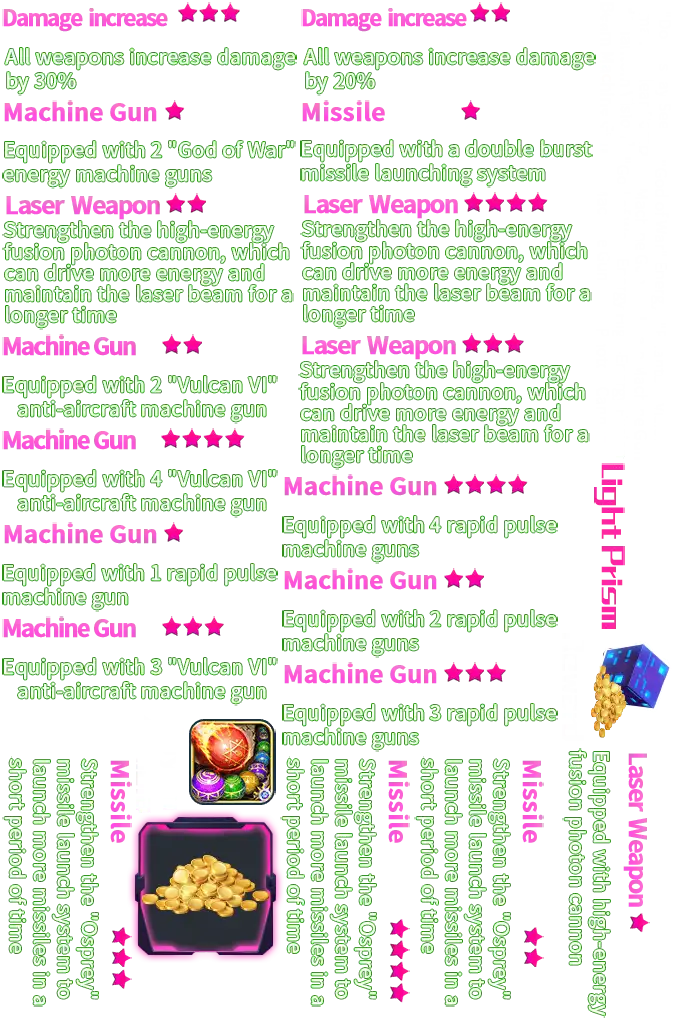 Damage increase ★★★
All weapons increase damage
by 30%
Machine Gun ★
Equipped with 2 "God of War"
energy machine guns
Laser Weapon ★★
Strengthen the high-energy
fusion photon cannon, which
can drive more energy and
maintain the laser beam for a
longer time
Machine Gun ★★
Equipped with 2 "Vulcan VI"
anti-aircraft machine gun
Machine Gun ★★★★
Equipped with 4 "Vulcan VI"
anti-aircraft machine gun
Machine Gun ★
Equipped with 1 rapid pulse
machine gun
Machine Gun ★★★
Equipped with 3 "Vulcan VI"
anti-aircraft machine gun
Damage increase ★★
All weapons increase damage
by 20%
Missile ★
Equipped with a double burst
missile launching system
Laser Weapon ★★★★
Strengthen the high-energy
fusion photon cannon, which
can drive more energy and
maintain the laser beam for a
longer time
Laser Weapon ★★★
Strengthen the high-energy
fusion photon cannon, which
can drive more energy and
maintain the laser beam for a
longer time
Machine Gun ★★★★
Equipped with 4 rapid pulse
machine guns
Machine Gun ★★
Equipped with 2 rapid pulse
machine guns
Machine Gun ★★★
Equipped with 3 rapid pulse
machine guns
Light Prism
Missile ★★★
Strengthen the "Osprey"
missile launch system to
launch more missiles in a
short period of time
Missile ★★★★
Strengthen the "Osprey"
missile launch system to
launch more missiles in a
short period of time
Missile ★★
Strengthen the "Osprey"
missile launch system to
launch more missiles in a
short period of time
Laser Weapon ★
Equipped with high-energy
fusion photon cannon